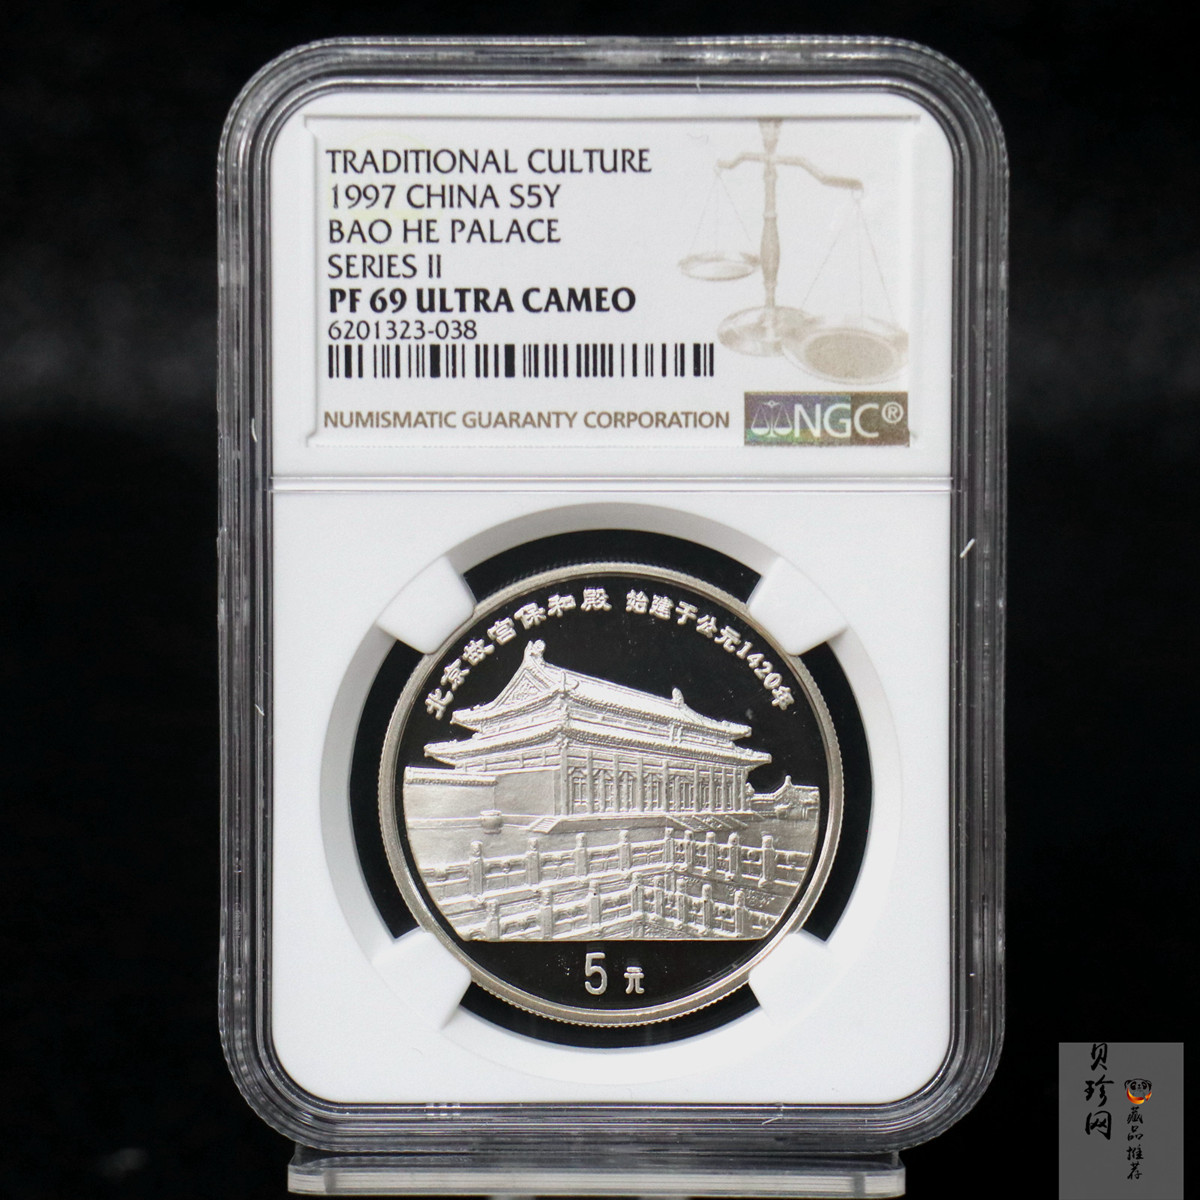 TRADITIONAL CULTURE
1997 CHINA S5Y
BAO HE PALACE
SERIES II
PF 69 ULTRA CAMEO
6201323-038
NUMISMATIC GUARANTY CORPORATION
NGC®
北京故宫保和殿 始建于公元1420年
5元
贝珍网
藏品推荐